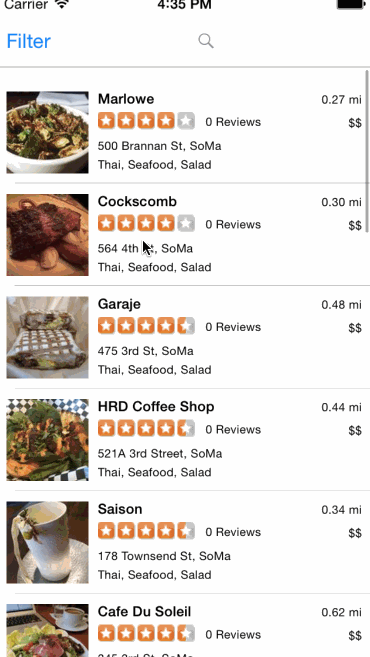 Carrier 4:35 PM
Filter
Marlowe 0.27 mi
0 Reviews $$
500 Brannan St, SoMa
Thai, Seafood, Salad
Cockscomb 0.30 mi
0 Reviews $$
564 4th St, SoMa
Thai, Seafood, Salad
Garaje 0.48 mi
0 Reviews $$
475 3rd St, SoMa
Thai, Seafood, Salad
HRD Coffee Shop 0.44 mi
0 Reviews $$
521A 3rd Street, SoMa
Thai, Seafood, Salad
Saison 0.34 mi
0 Reviews $$
178 Townsend St, SoMa
Thai, Seafood, Salad
Cafe Du Soleil 0.62 mi
0 Reviews $$